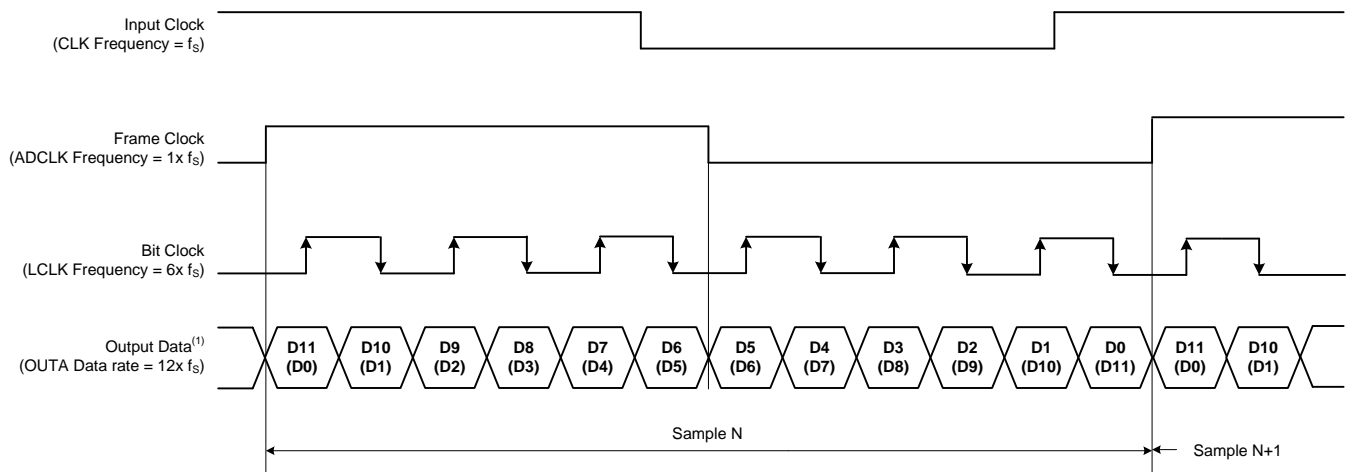 Input Clock
(CLK Frequency = fS)
Frame Clock
(ADCLK Frequency = 1x fS)
Bit Clock
(LCLK Frequency = 6x fS)
Output Data(1)
(OUTA Data rate = 12x fS)
D11 D10 D9 D8 D7 D6 D5 D4 D3 D2 D1 D0 D11 D10
(D0) (D1) (D2) (D3) (D4) (D5) (D6) (D7) (D8) (D9) (D10) (D11) (D0) (D1)
Sample N
Sample N+1